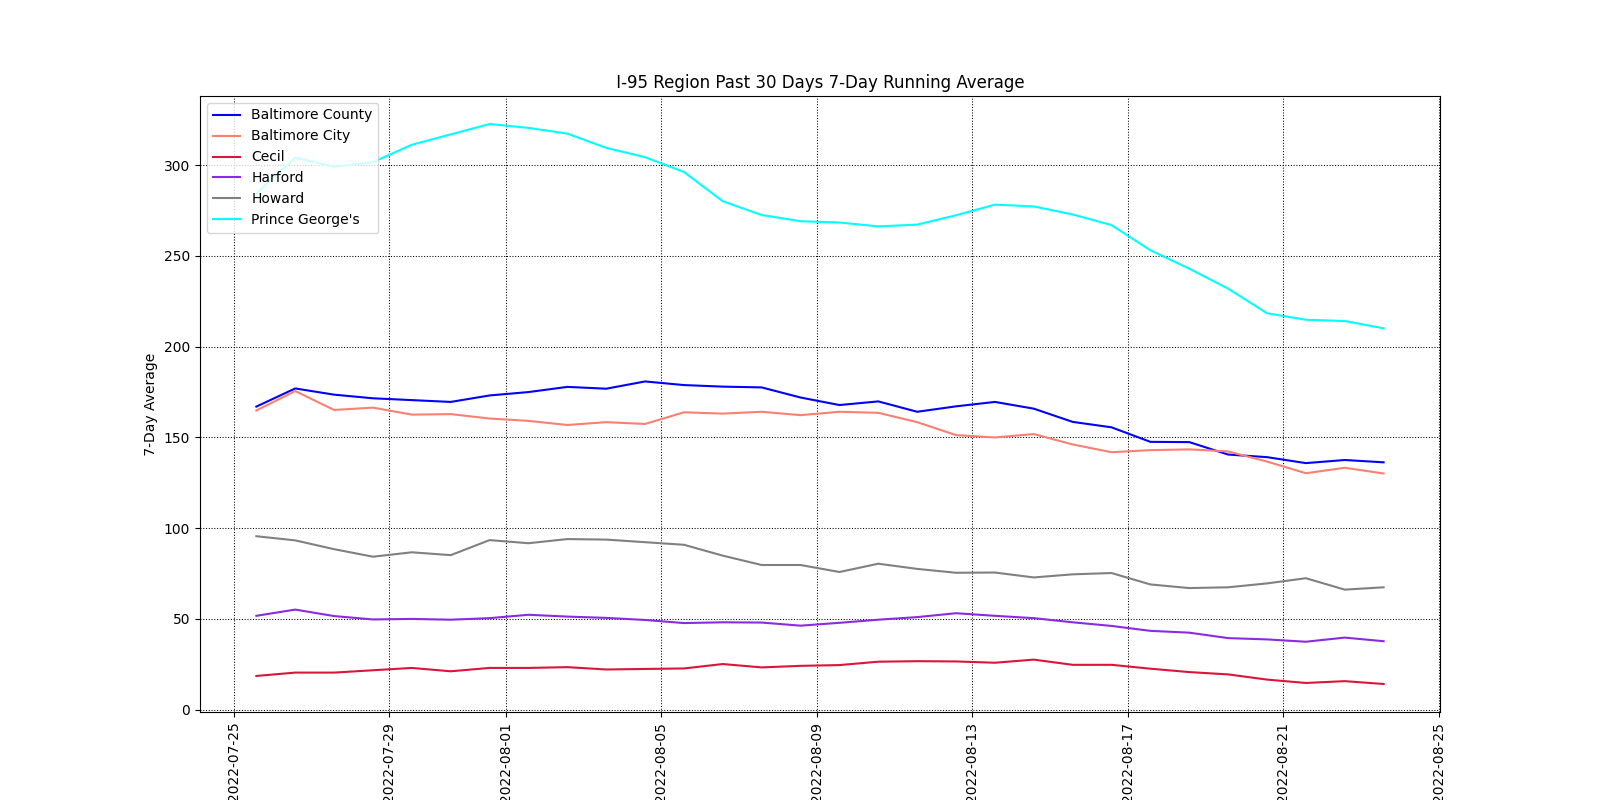 I-95 Region Past 30 Days 7-Day Running Average
Baltimore County
Baltimore City
Cecil
Harford
Howard
Prince George's
300
250
200
150
100
50
0
7-Day Average
2022-07-25
2022-07-29
2022-08-01
2022-08-05
2022-08-09
2022-08-13
2022-08-17
2022-08-21
2022-08-25